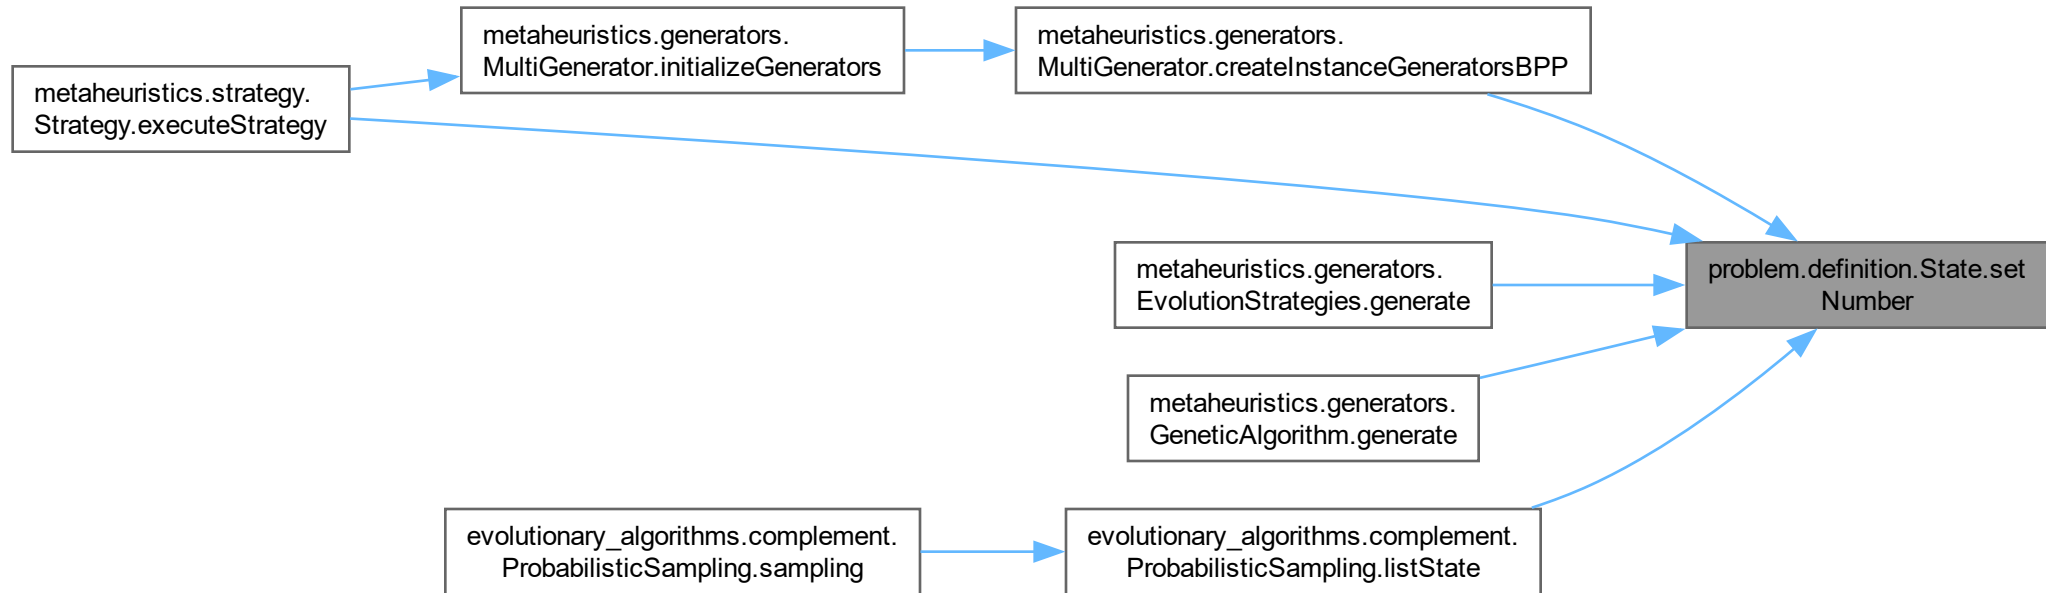 metaheuristics.generators.
MultiGenerator.initializeGenerators
metaheuristics.generators.
MultiGenerator.createInstanceGeneratorsBPP
metaheuristics.strategy.
Strategy.executeStrategy
metaheuristics.generators.
EvolutionStrategies.generate
problem.definition.State.set
Number
metaheuristics.generators.
GeneticAlgorithm.generate
evolutionary_algorithms.complement.
ProbabilisticSampling.sampling
evolutionary_algorithms.complement.
ProbabilisticSampling.listState